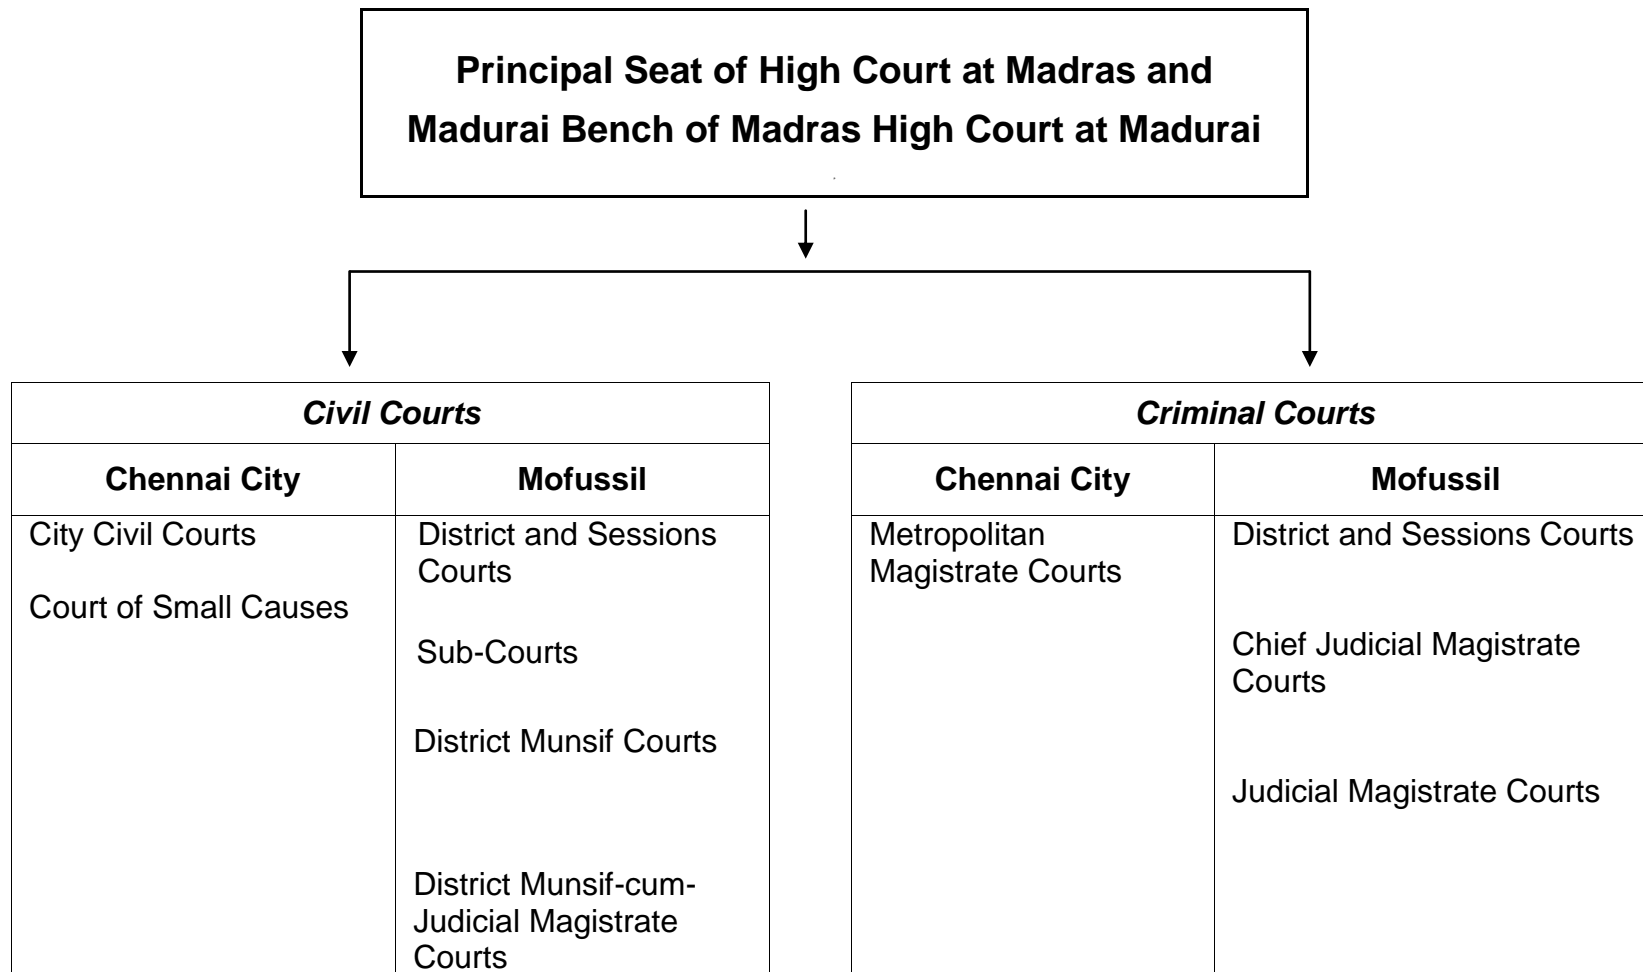 Principal Seat of High Court at Madras and
Madurai Bench of Madras High Court at Madurai
.
Civil Courts
Chennai City
Mofussil
City Civil Courts
Court of Small Causes
District and Sessions
Courts
Sub-Courts
District Munsif Courts
District Munsif-cum-
Judicial Magistrate
Courts
Criminal Courts
Chennai City
Mofussil
Metropolitan
Magistrate Courts
District and Sessions Courts
Chief Judicial Magistrate
Courts
Judicial Magistrate Courts